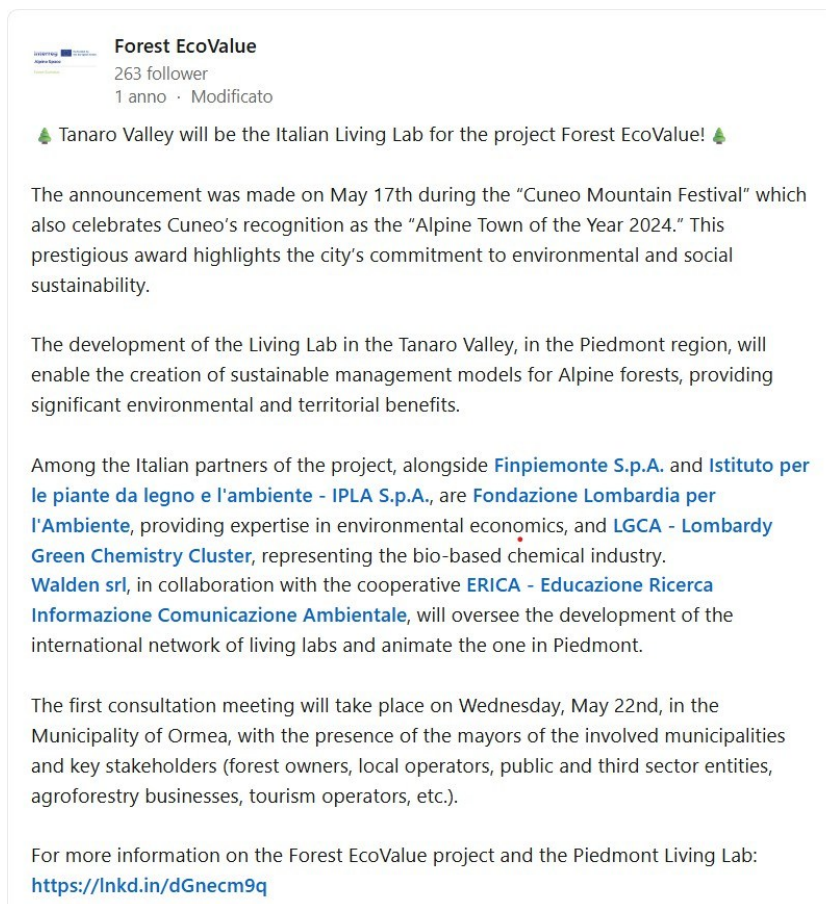 Interreg
Alpine Space
Forest EcoValue
263 follower
1 anno · Modificato
🌲 Tanaro Valley will be the Italian Living Lab for the project Forest EcoValue! 🌲
The announcement was made on May 17th during the “Cuneo Mountain Festival” which
also celebrates Cuneo’s recognition as the “Alpine Town of the Year 2024.” This
prestigious award highlights the city’s commitment to environmental and social
sustainability.
The development of the Living Lab in the Tanaro Valley, in the Piedmont region, will
enable the creation of sustainable management models for Alpine forests, providing
significant environmental and territorial benefits.
Among the Italian partners of the project, alongside Finpiemonte S.p.A. and Istituto per
le piante da legno e l'ambiente - IPLA S.p.A., are Fondazione Lombardia per
l'Ambiente, providing expertise in environmental economics, and LGCA - Lombardy
Green Chemistry Cluster, representing the bio-based chemical industry.
Walden srl, in collaboration with the cooperative ERICA - Educazione Ricerca
Informazione Comunicazione Ambientale, will oversee the development of the
international network of living labs and animate the one in Piedmont.
The first consultation meeting will take place on Wednesday, May 22nd, in the
Municipality of Ormea, with the presence of the mayors of the involved municipalities
and key stakeholders (forest owners, local operators, public and third sector entities,
agroforestry businesses, tourism operators, etc.).
For more information on the Forest EcoValue project and the Piedmont Living Lab:
https://lnkd.in/dGnecm9q